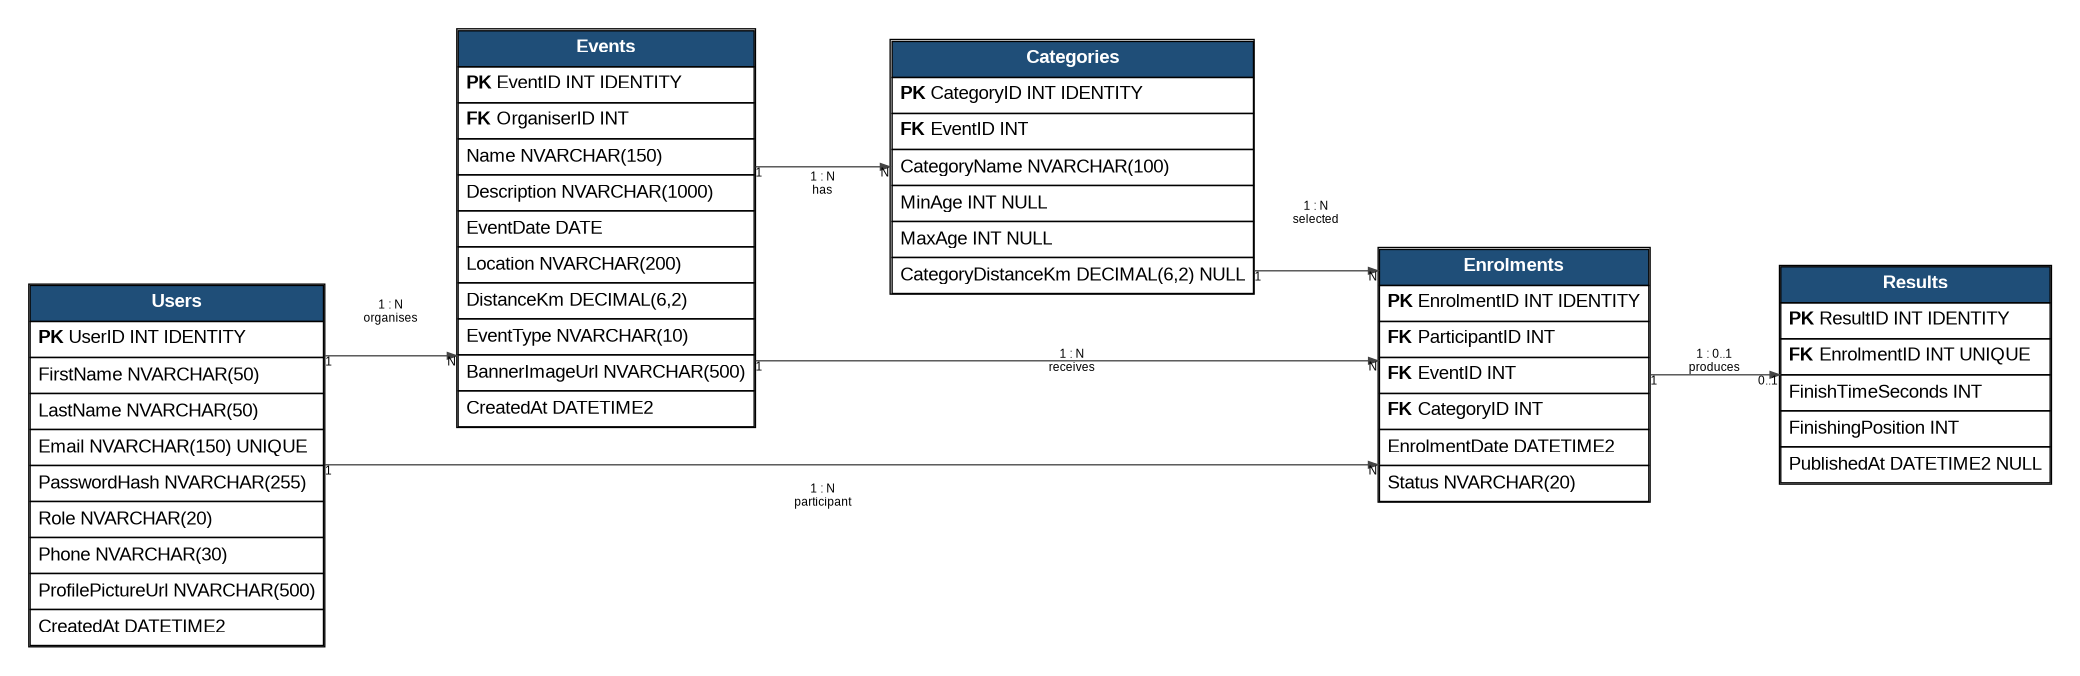 Users
PK UserID INT IDENTITY
FirstName NVARCHAR(50)
LastName NVARCHAR(50)
Email NVARCHAR(150) UNIQUE
PasswordHash NVARCHAR(255)
Role NVARCHAR(20)
Phone NVARCHAR(30)
ProfilePictureUrl NVARCHAR(500)
CreatedAt DATETIME2
1 : N
organises
1
N
1
1 : N
participant
N
Events
PK EventID INT IDENTITY
FK OrganiserID INT
Name NVARCHAR(150)
Description NVARCHAR(1000)
EventDate DATE
Location NVARCHAR(200)
DistanceKm DECIMAL(6,2)
EventType NVARCHAR(10)
BannerImageUrl NVARCHAR(500)
CreatedAt DATETIME2
1
1 : N
has
N
1
1 : N
receives
N
Categories
PK CategoryID INT IDENTITY
FK EventID INT
CategoryName NVARCHAR(100)
MinAge INT NULL
MaxAge INT NULL
CategoryDistanceKm DECIMAL(6,2) NULL
1 : N
selected
1
N
Enrolments
PK EnrolmentID INT IDENTITY
FK ParticipantID INT
FK EventID INT
FK CategoryID INT
EnrolmentDate DATETIME2
Status NVARCHAR(20)
1 : 0..1
produces
1
0..1
Results
PK ResultID INT IDENTITY
FK EnrolmentID INT UNIQUE
FinishTimeSeconds INT
FinishingPosition INT
PublishedAt DATETIME2 NULL